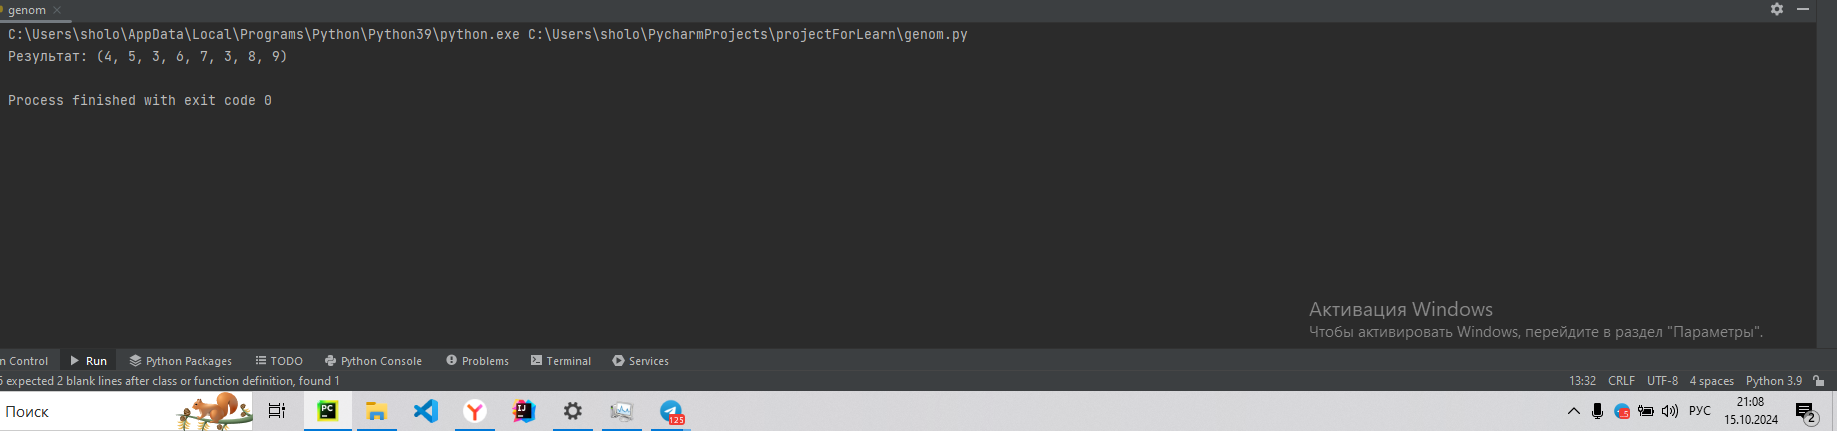 genom
C:\Users\sholo\AppData\Local\Programs\Python\Python39\python.exe C:\Users\sholo\PycharmProjects\projectForLearn\genom.py
Результат: (4, 5, 3, 6, 7, 3, 8, 9)
Process finished with exit code 0
Активация Windows
Чтобы активировать Windows, перейдите в раздел "Параметры".
n Control Run Python Packages TODO Python Console Problems Terminal Services
5 expected 2 blank lines after class or function definition, found 1 13:32 CRLF UTF-8 4 spaces Python 3.9
Поиск PC IJ 125 РУС 21:08
15.10.2024 2